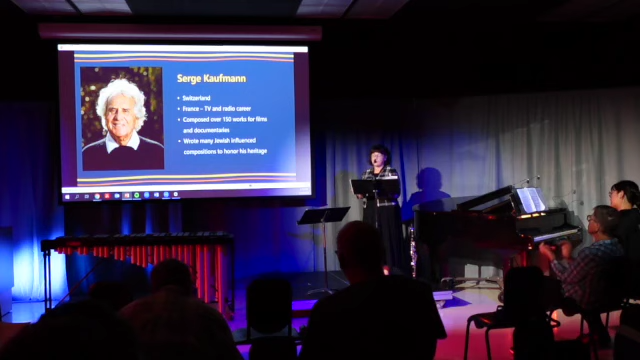 Serge Kaufmann
• Switzerland
• France – TV and radio career
• Composed over 150 works for films
and documentaries
• Wrote many Jewish influenced
compositions to honor his heritage